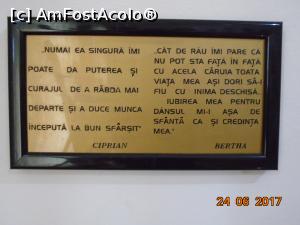 [c] AmFostAcolo®
„NUMAI EA SINGURĂ ÎMI
POATE DA PUTEREA ŞI
CURAJUL DE A RĂBDA MAI
DEPARTE ŞI A DUCE MUNCA
ÎNCEPUTĂ LA BUN SFÂRŞIT"
CIPRIAN
„CÂT DE RĂU ÎMI PARE CĂ
NU POT STA FAŢĂ ÎN FAŢĂ
CU ACELA CĂRUIA TOATĂ
VIAŢA MEA AŞI DORI SĂ-I
FIU CU INIMA DESCHISĂ.
IUBIREA MEA PENTRU
DÂNSUL MI-I AŞA DE
SFÂNTĂ CA ŞI CREDINŢA
MEA."
BERTHA
24 06 2017